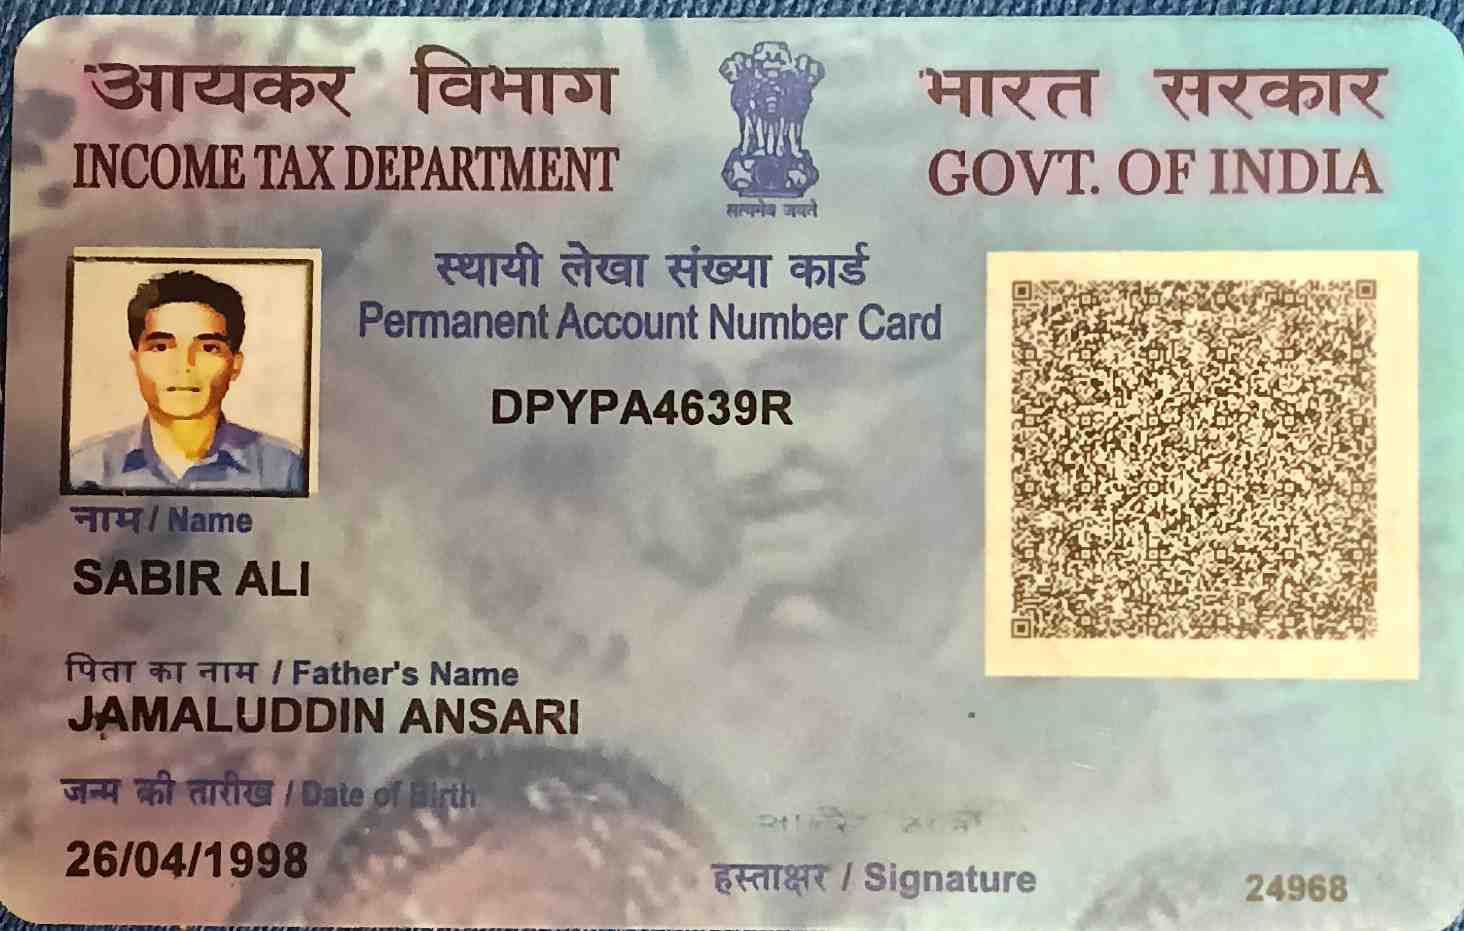 आयकर विभाग
INCOME TAX DEPARTMENT
सत्यमेव जयते
भारत सरकार
GOVT. OF INDIA
स्थायी लेखा संख्या कार्ड
Permanent Account Number Card
DPYPA4639R
नाम / Name
SABIR ALI
पिता का नाम / Father's Name
JAMALUDDIN ANSARI
जन्म की तारीख / Date of Birth
26/04/1998
हस्ताक्षर / Signature
24968